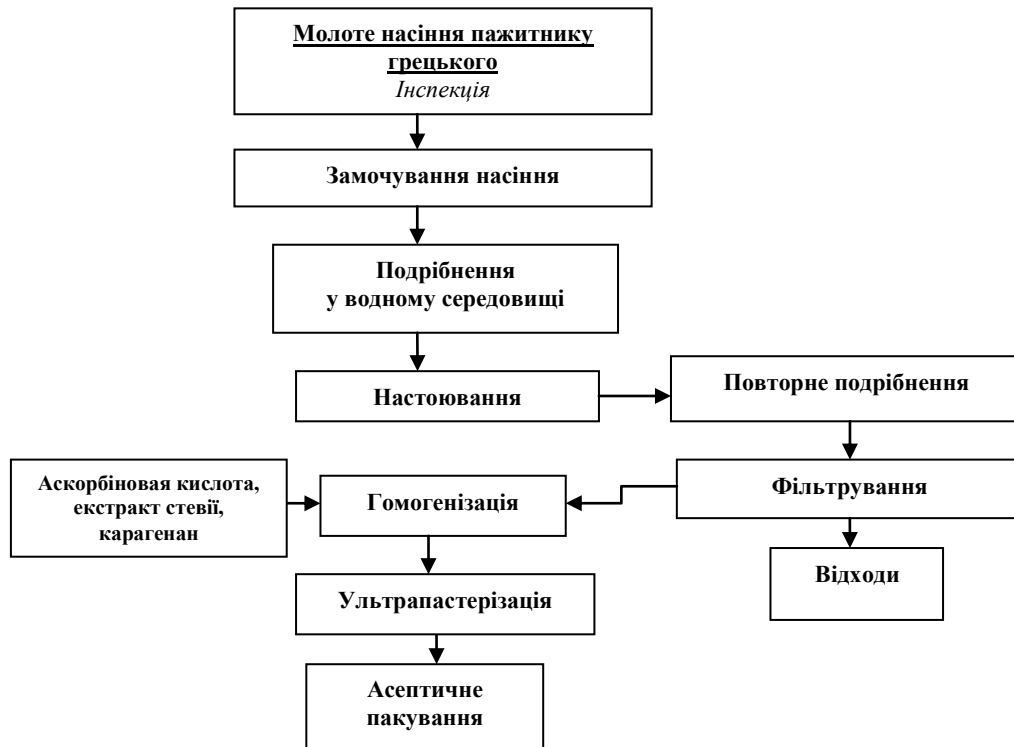 Молоте насіння пажитнику
грецького
Інспекція
Замочування насіння
Подрібнення
у водному середовищі
Настоювання
Повторне подрібнення
Аскорбіновая кислота,
екстракт стевії,
карагенан
Гомогенізація
Фільтрування
Відходи
Ультрапастерізація
Асептичне
пакування